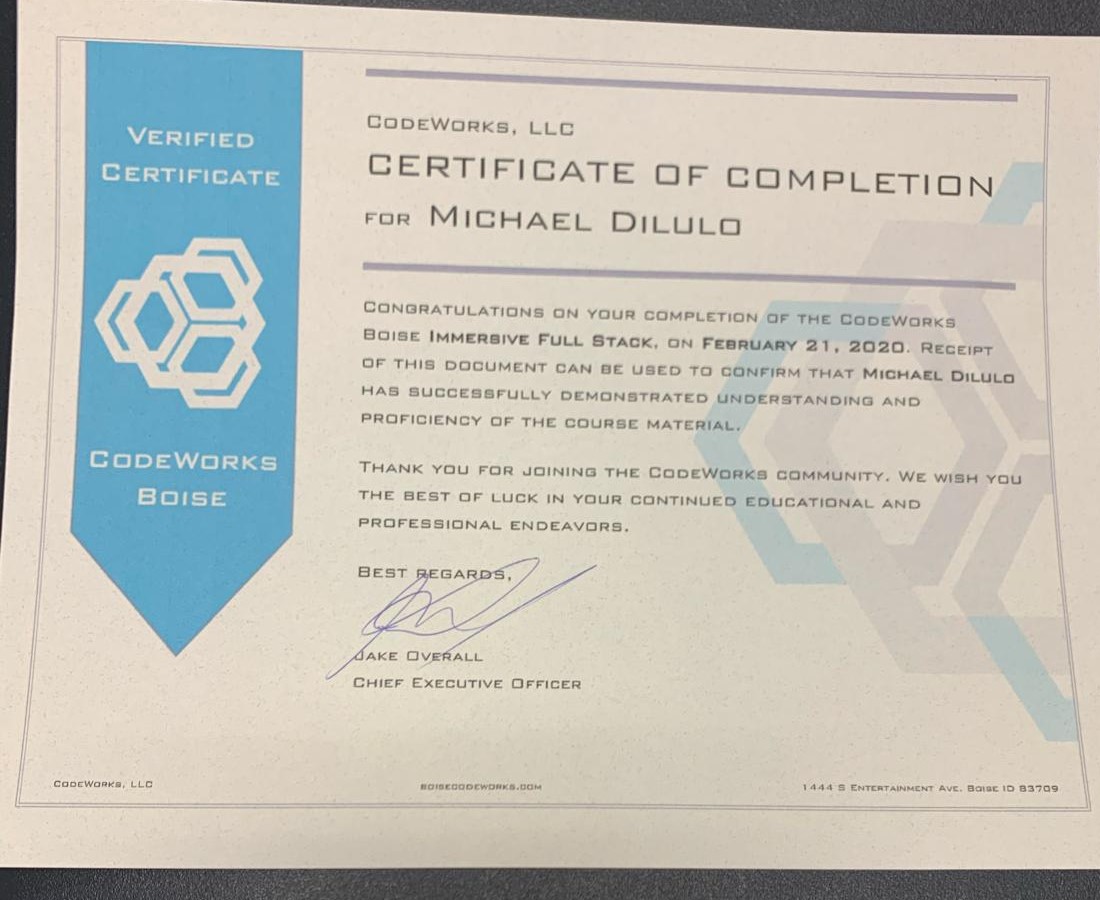 Verified
Certificate
CodeWorks
Boise
CodeWorks, LLC
Certificate of Completion
for Michael Dilulo
Congratulations on your completion of the CodeWorks
Boise Immersive Full Stack, on February 21, 2020. Receipt
of this document can be used to confirm that Michael Dilulo
has successfully demonstrated understanding and
proficiency of the course material.
Thank you for joining the CodeWorks community. We wish you
the best of luck in your continued educational and
professional endeavors.
Best regards,
Jake Overall
Chief Executive Officer
CodeWorks, LLC
boisecodeworks.com
1444 S Entertainment Ave. Boise ID 83709